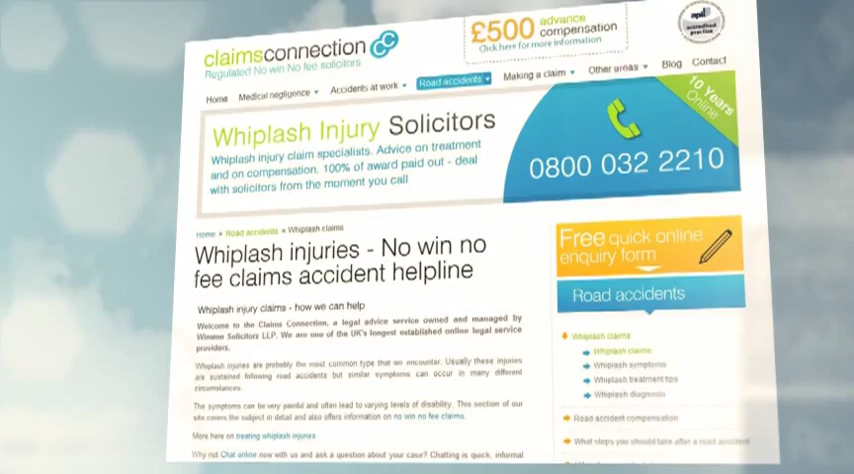 claimsconnection
Regulated No win No fee solicitors
£500 advance
compensation
Click here for more information
apil
accredited
practice
Home Medical negligence Accidents at work Road accidents Making a claim Other areas Blog Contact
Whiplash Injury Solicitors
Whiplash injury claim specialists. Advice on treatment
and on compensation. 100% of award paid out - deal
with solicitors from the moment you call
10 Years
Online
0800 032 2210
Home » Road accidents » Whiplash claims
Whiplash injuries - No win no
fee claims accident helpline
Whiplash injury claims - how we can help
Welcome to the Claims Connection, a legal advice service owned and managed by
Solicitors LLP. We are one of the UK's longest established online legal service
providers.
Whiplash injuries are probably the most common type that we encounter. Usually these injuries
are sustained following road accidents but similar symptoms can occur in many different
circumstances.
The symptoms can be very painful and often lead to varying levels of disability. This section of our
site covers the subject in detail and also offers information on no win no fee claims.
More here on treating whiplash injuries
Why not Chat online now with us and ask a question about your case? Chatting is quick, informal
Free quick online
enquiry form
Road accidents
Whiplash claims
Whiplash claims
Whiplash symptoms
Whiplash treatment tips
Whiplash diagnosis
Road accident compensation
What steps you should take after a road accident